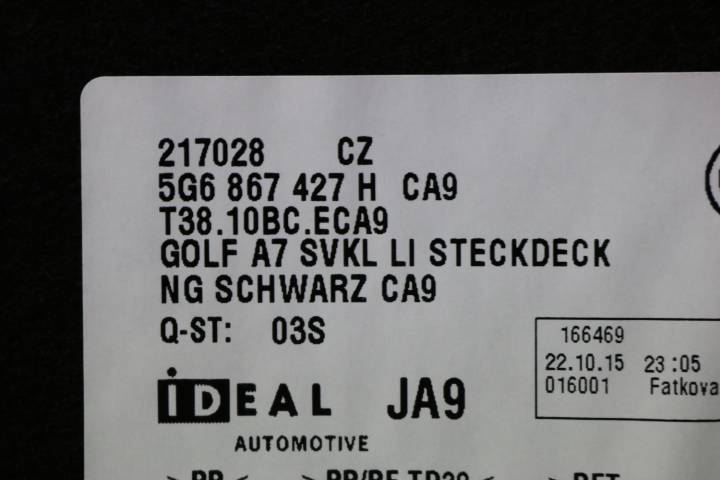 217028 CZ
5G6 867 427 H CA9
T38.10BC.ECA9
GOLF A7 SVKL LI STECKDECK
NG SCHWARZ CA9
Q-ST: 03S
166469
22.10.15 23:05
016001 Fatkova
iDEAL JA9
AUTOMOTIVE